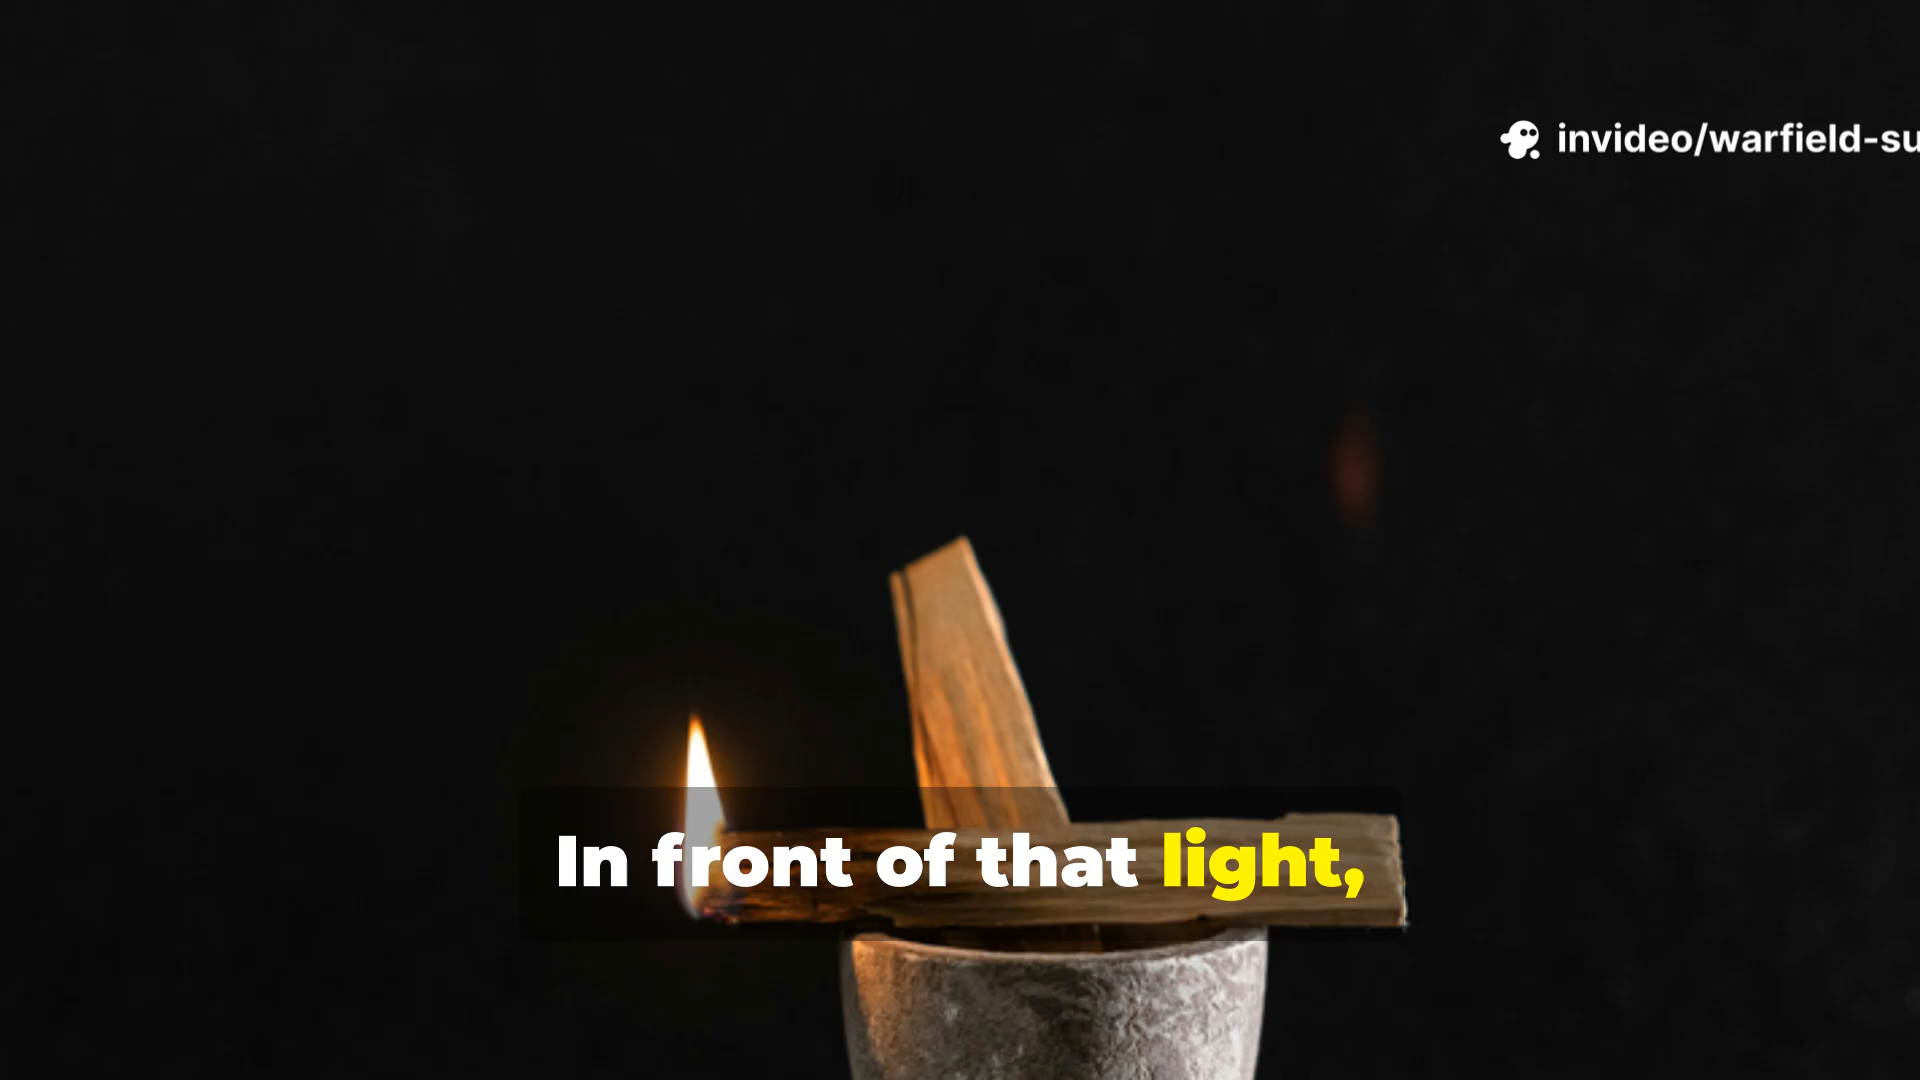 invideo/warfield-su
In front of that light,